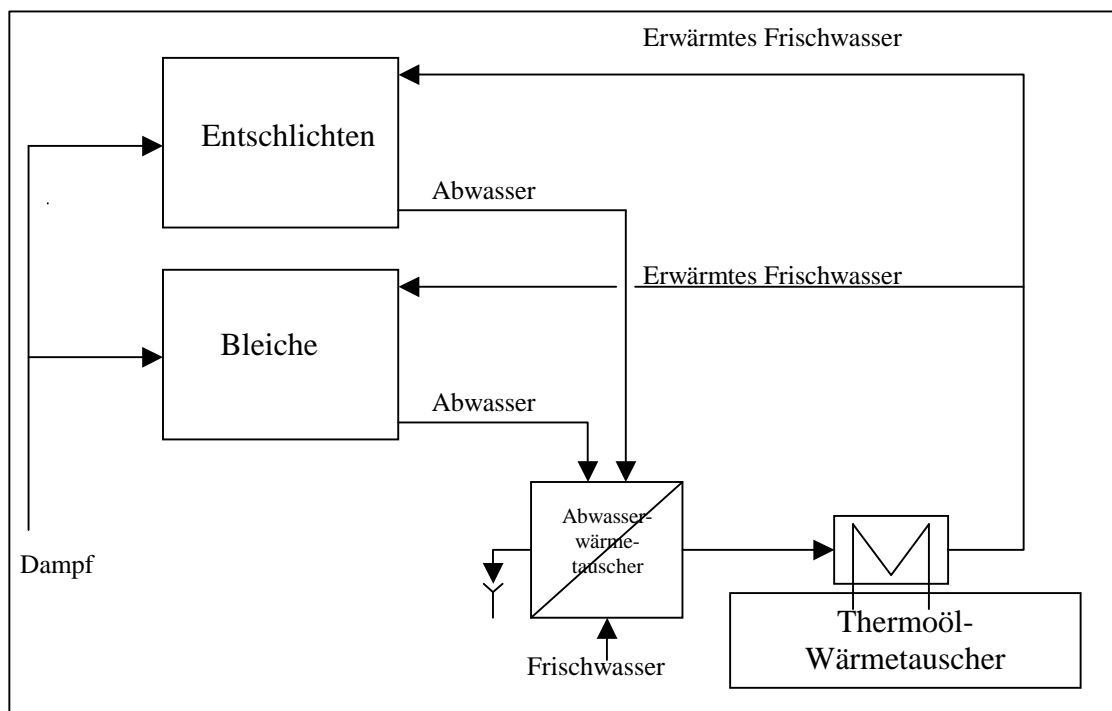 Erwärmtes Frischwasser
Entschlichten
Abwasser
Erwärmtes Frischwasser
Bleiche
Abwasser
Abwasser-
wärme-
tauscher
Dampf
Frischwasser
Thermoöl-
Wärmetauscher